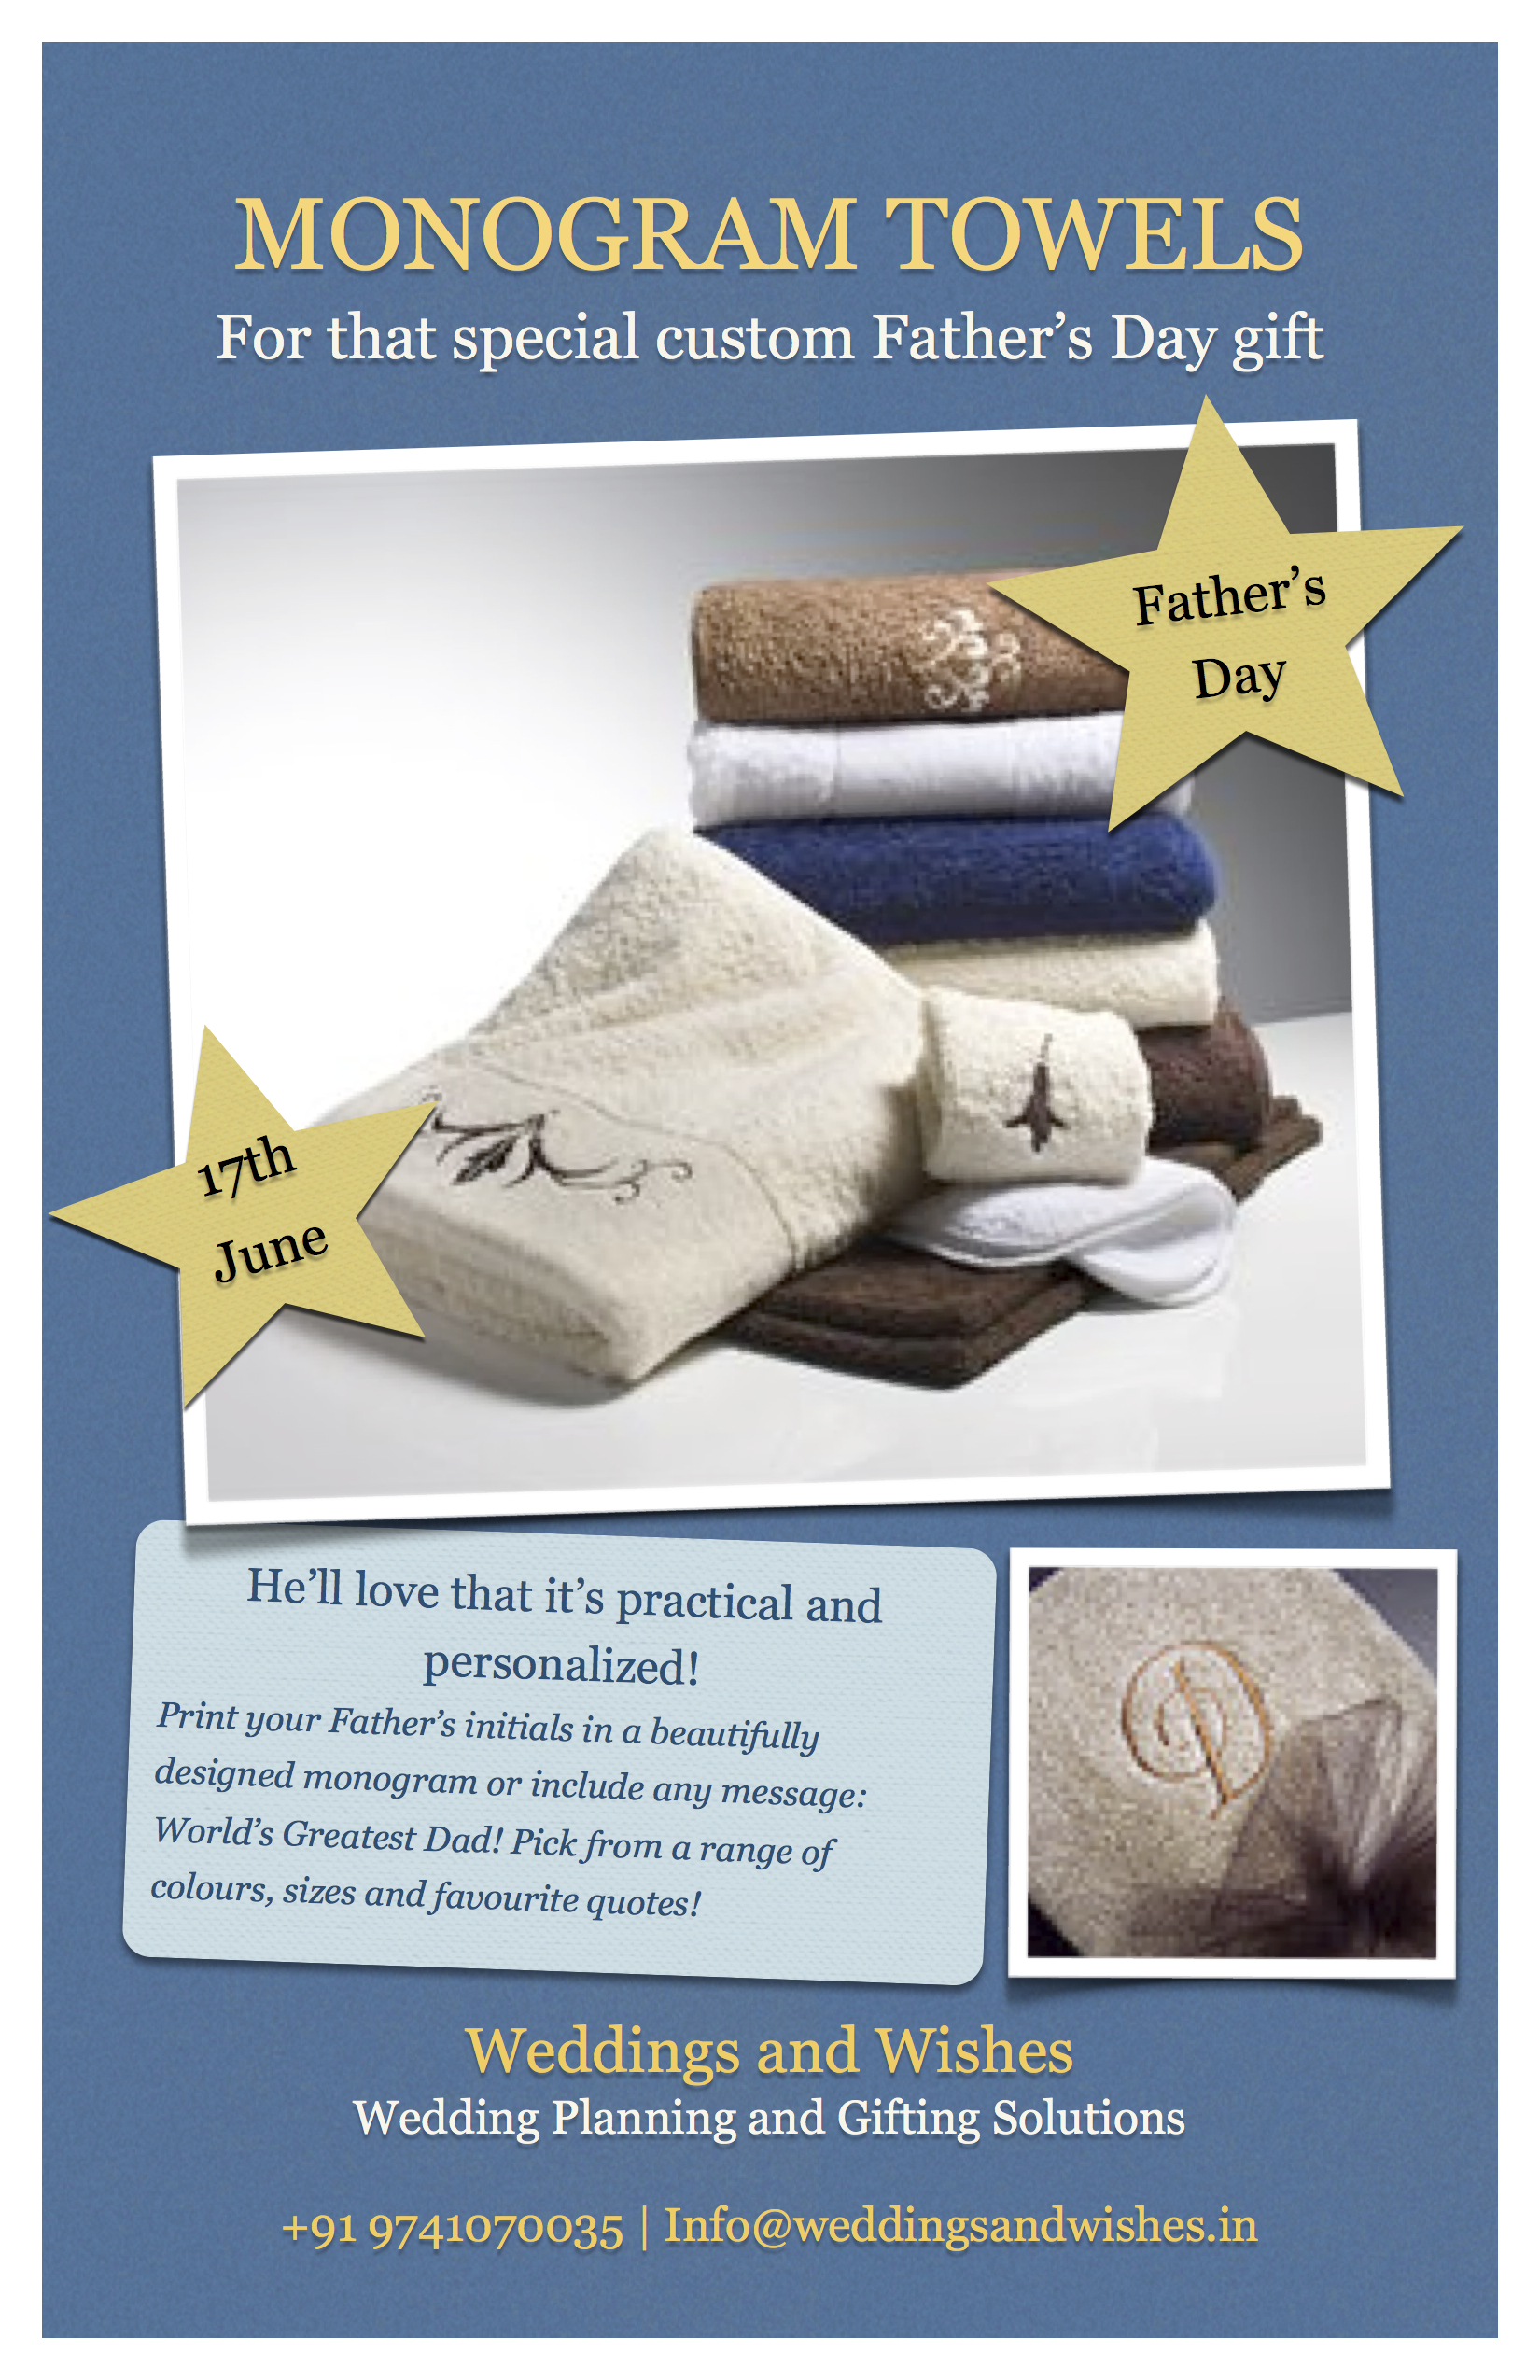 MONOGRAM TOWELS
For that special custom Father’s Day gift
Father’s
Day
17th
June
He’ll love that it’s practical and
personalized!
Print your Father’s initials in a beautifully
designed monogram or include any message:
World’s Greatest Dad! Pick from a range of
colours, sizes and favourite quotes!
D
Weddings and Wishes
Wedding Planning and Gifting Solutions
+91 9741070035 | Info@weddingsandwishes.in